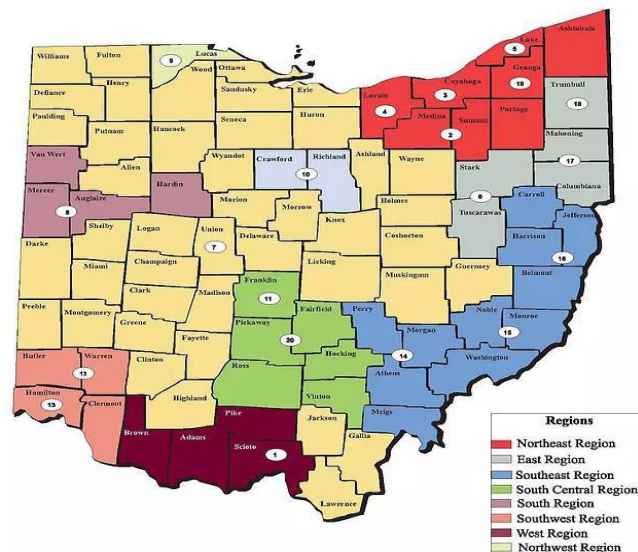 Ashtabula
Lake
5
Lucas
Fulton
Williams
9
Wood
Ottawa
Geauga
19
Cuyohoga
3
Trumbull
18
Henry
Defiance
Sandusky
Erie
Lorain
4
Medina
2
Summit
Portage
Paulding
Putnam
Hancock
Seneca
Huron
Mahoning
17
Van Wert
Allen
Wyandot
Crawford
Richland
10
Ashland
Wayne
Stark
6
Columbiana
Mercer
8
Auglaize
Hardin
Marion
Morrow
Holmes
Tuscarawas
Carroll
Jefferson
Logan
Union
7
Shelby
Delaware
Knox
Coshocton
Harrison
16
Darke
Champaign
Licking
Guernsey
Belmont
Miami
Clark
Madison
Franklin
11
Muskingum
Preble
Montgomery
Greene
Pickaway
Fairfield
20
Perry
Morgan
14
Noble
15
Monroe
Fayette
Hocking
Washington
Butler
Warren
12
Clinton
Ross
Vinton
Athens
Hamilton
13
Clermont
Highland
Pike
Jackson
Meigs
Brown
Adams
Scioto
1
Gallia
Lawrence
Regions
Northeast Region
East Region
Southeast Region
South Central Region
South Region
Southwest Region
West Region
Northwest Region